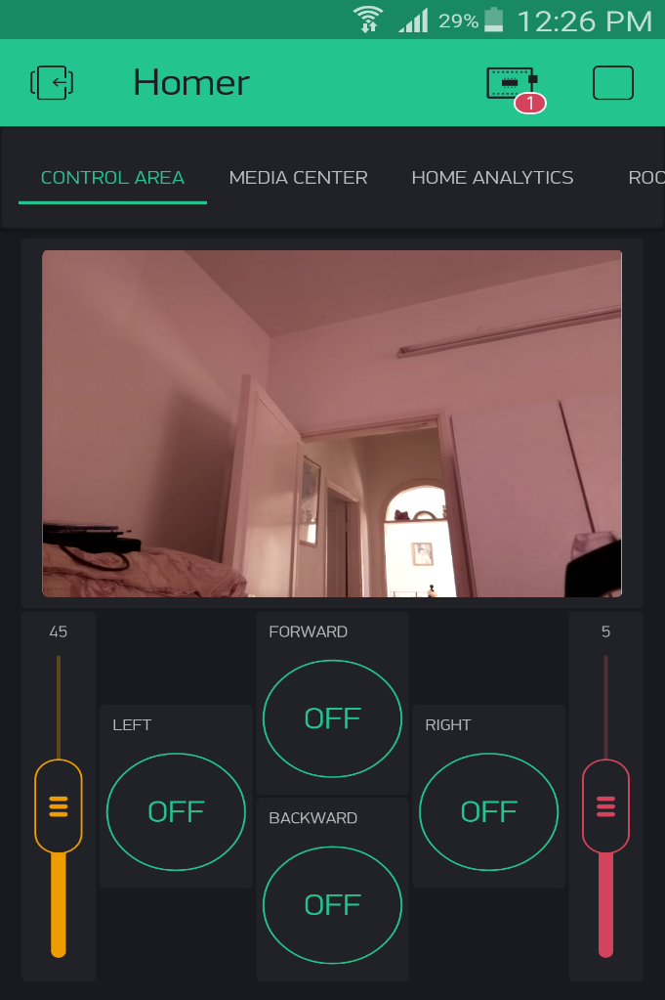 29% 12:26 PM
Homer
1
CONTROL AREA MEDIA CENTER HOME ANALYTICS ROO
45
FORWARD
5
OFF
LEFT
RIGHT
OFF
OFF
BACKWARD
OFF